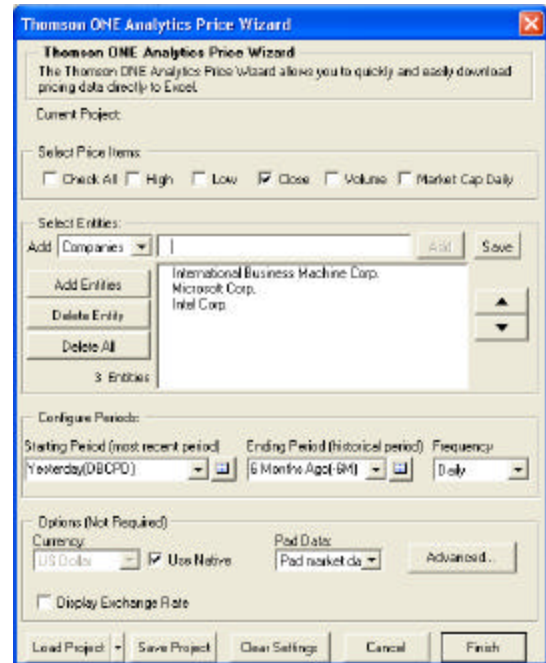 Thomson ONE Analytics Price Wizard
Thomson ONE Analytics Price Wizard
The Thomson ONE Analytics Price Wizard allows you to quickly and easily download
pricing data directly to Excel.
Current Project:
Select Price Items:
Check All High Low Close Volume Market Cap Daily
Select Entities:
Add Companies Add Save
Add Entities
Delete Entity
Delete All
3 Entities
International Business Machine Corp.
Microsoft Corp.
Intel Corp.
Configure Periods:
Starting Period (most recent period) Ending Period (historical period) Frequency
Yesterday(DBCPD) 6 Months Ago(-6M) Daily
Options (Not Required)
Currency: Pad Data:
US Dollar Use Native Pad market da Advanced...
Display Exchange Rate
Load Project Save Project Clear Settings Cancel Finish